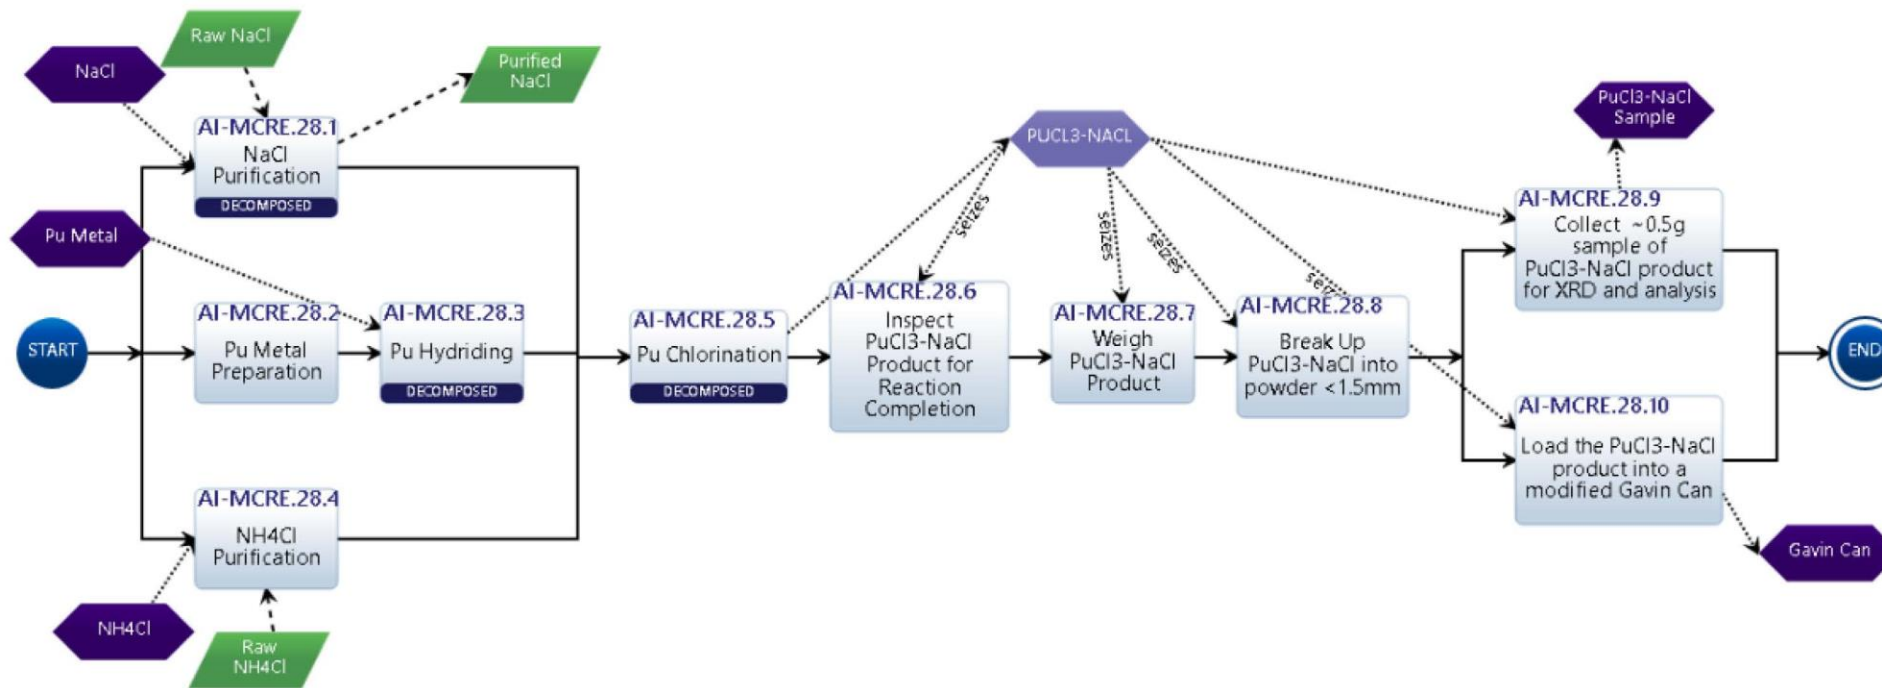 Raw NaCl
NaCl
Purified
NaCl
AI-MCRE.28.1
NaCl
Purification
DECOMPOSED
Pu Metal
START
AI-MCRE.28.2
Pu Metal
Preparation
AI-MCRE.28.3
Pu Hydriding
DECOMPOSED
AI-MCRE.28.4
NH4Cl
Purification
NH4Cl
Raw
NH4Cl
AI-MCRE.28.5
Pu Chlorination
DECOMPOSED
PUCL3-NACL
seizes
seizes
seizes
AI-MCRE.28.6
Inspect
PuCl3-NaCl
Product for
Reaction
Completion
AI-MCRE.28.7
Weigh
PuCl3-NaCl
Product
AI-MCRE.28.8
Break Up
PuCl3-NaCl into
powder <1.5mm
PuCl3-NaCl
Sample
AI-MCRE.28.9
Collect ~0.5g
sample of
PuCl3-NaCl product
for XRD and analysis
AI-MCRE.28.10
Load the PuCl3-NaCl
product into a
modified Gavin Can
END
Gavin Can